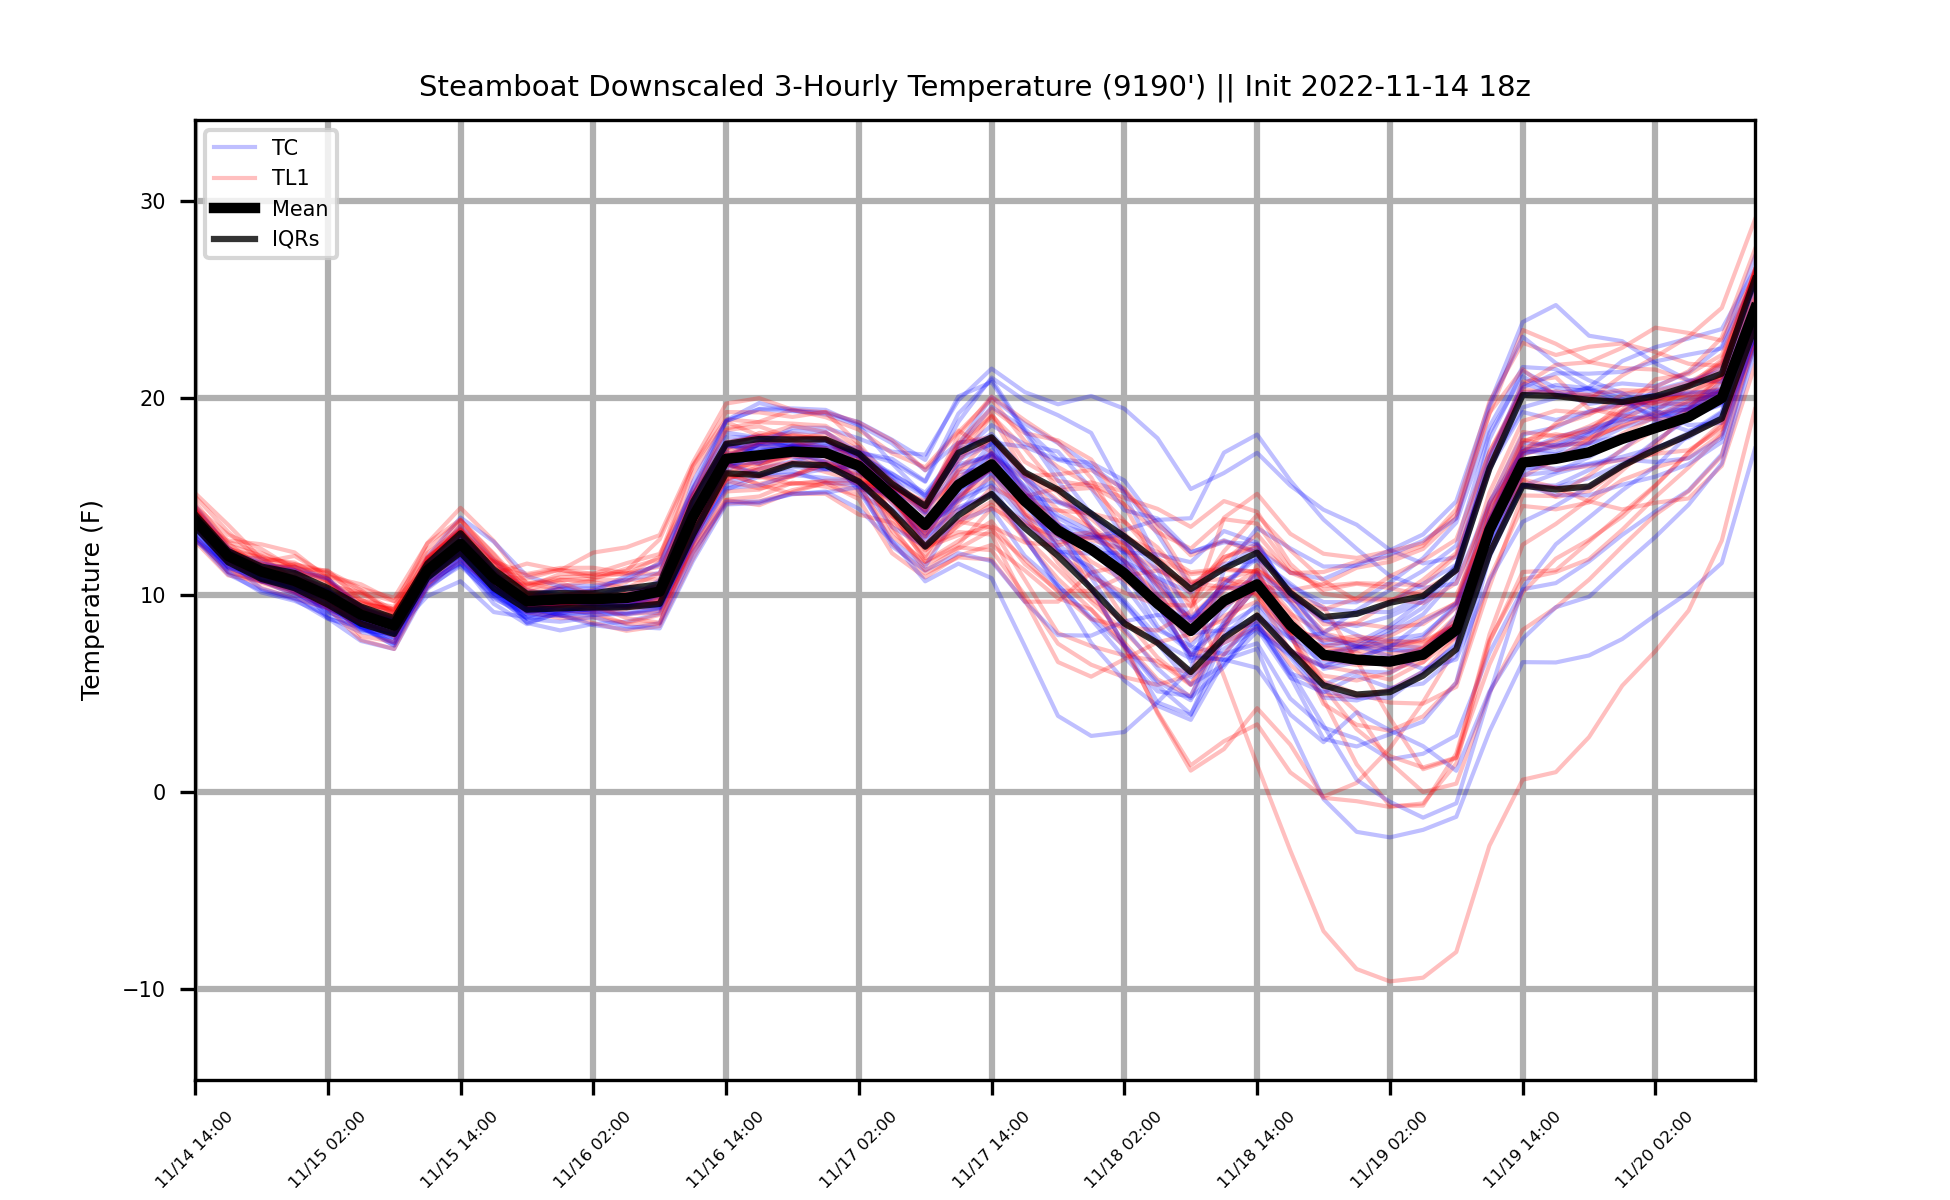 Steamboat Downscaled 3-Hourly Temperature (9190') || Init 2022-11-14 18z
TC
TL1
Mean
IQRs
Temperature (F)
30
20
10
0
−10
11/14 14:00
11/15 02:00
11/15 14:00
11/16 02:00
11/16 14:00
11/17 02:00
11/17 14:00
11/18 02:00
11/18 14:00
11/19 02:00
11/19 14:00
11/20 02:00